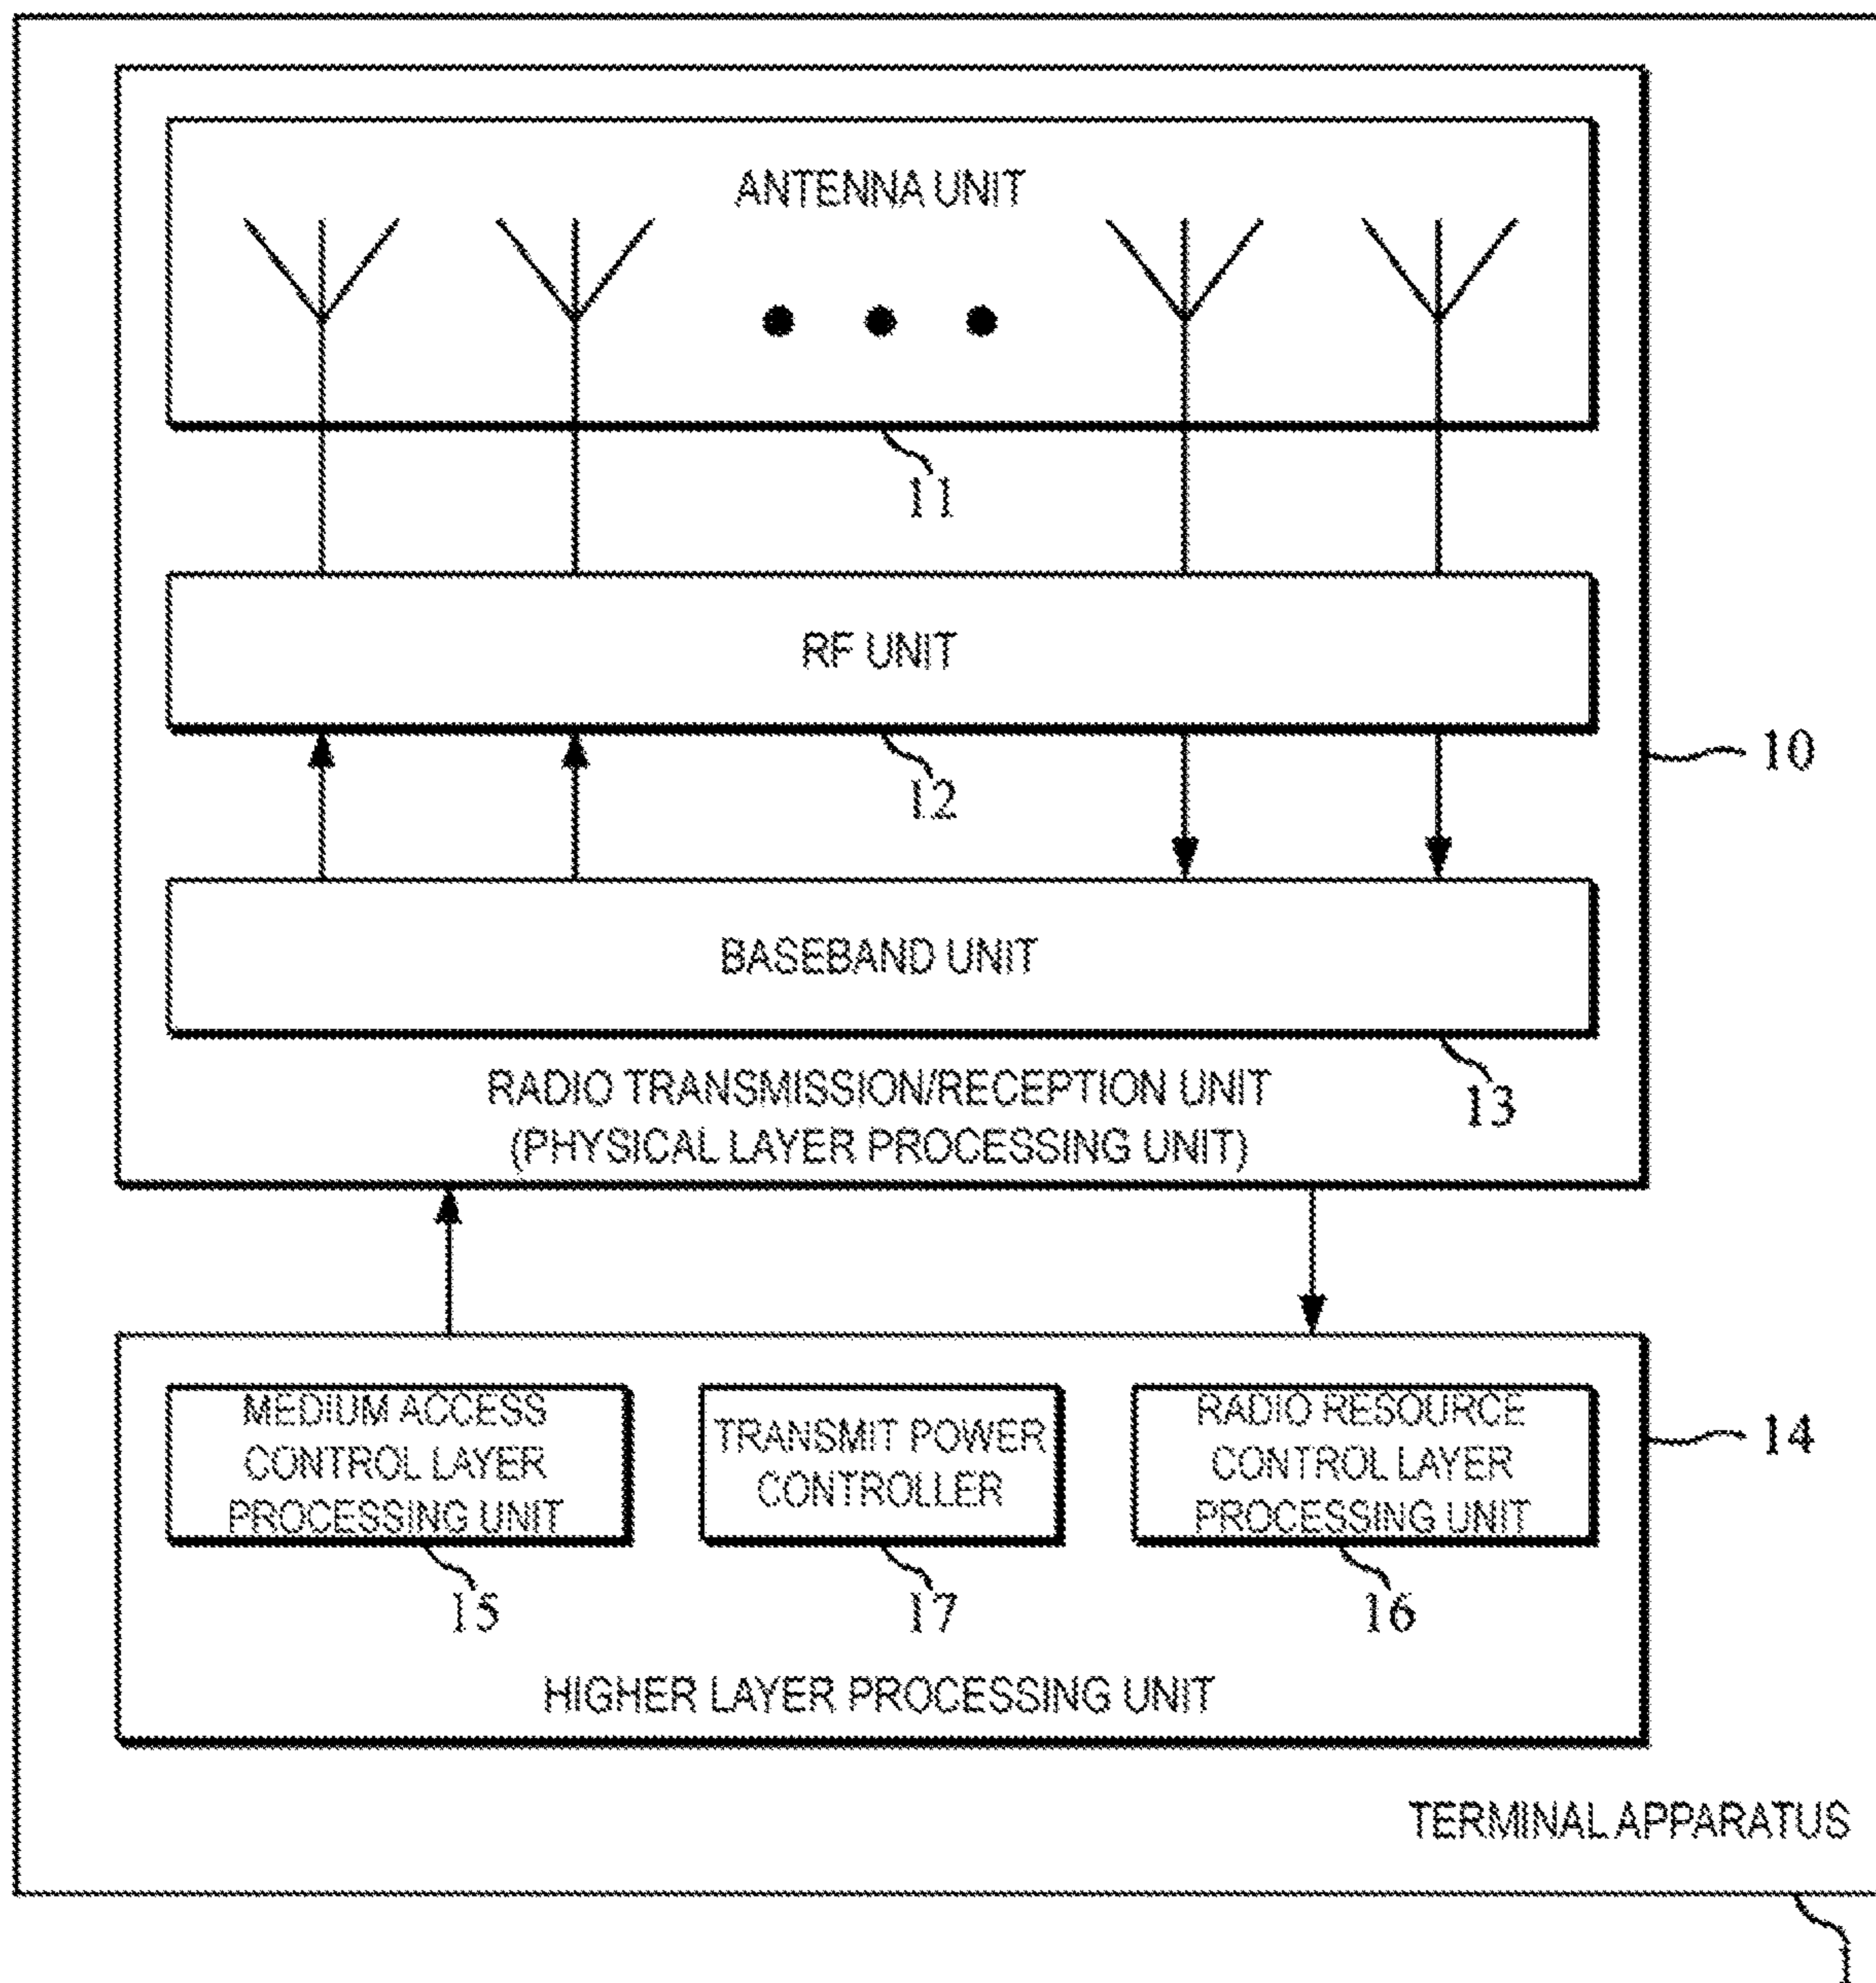 ANTENNA UNIT
11
RF UNIT
12
10
BASEBAND UNIT
13
RADIO TRANSMISSION/RECEPTION UNIT
(PHYSICAL LAYER PROCESSING UNIT)
MEDIUM ACCESS
CONTROL LAYER
PROCESSING UNIT
15
TRANSMIT POWER
CONTROLLER
17
RADIO RESOURCE
CONTROL LAYER
PROCESSING UNIT
16
14
HIGHER LAYER PROCESSING UNIT
TERMINAL APPARATUS